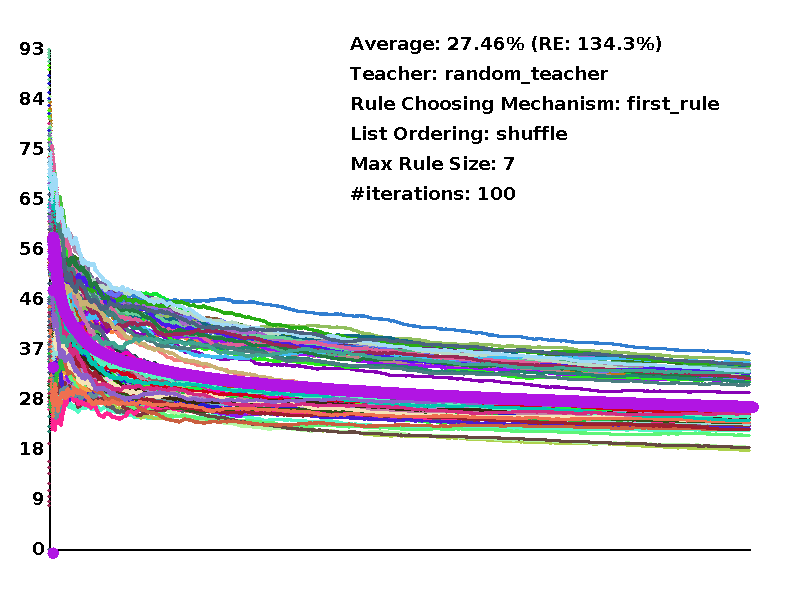 Average: 27.46% (RE: 134.3%)
Teacher: random_teacher
Rule Choosing Mechanism: first_rule
List Ordering: shuffle
Max Rule Size: 7
#iterations: 100
93
84
75
65
56
46
37
28
18
9
0